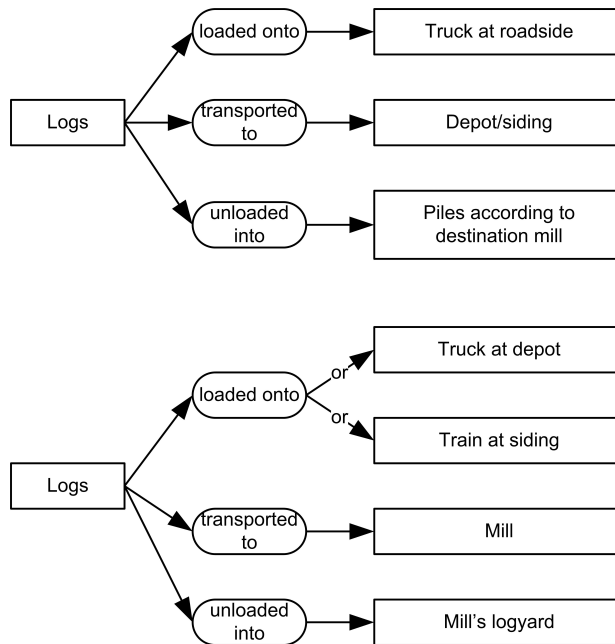 loaded onto
Truck at roadside
Logs
transported
to
Depot/siding
unloaded
into
Piles according to
destination mill
Truck at depot
or
loaded onto
or
Train at siding
Logs
transported
to
Mill
unloaded
into
Mill's logyard